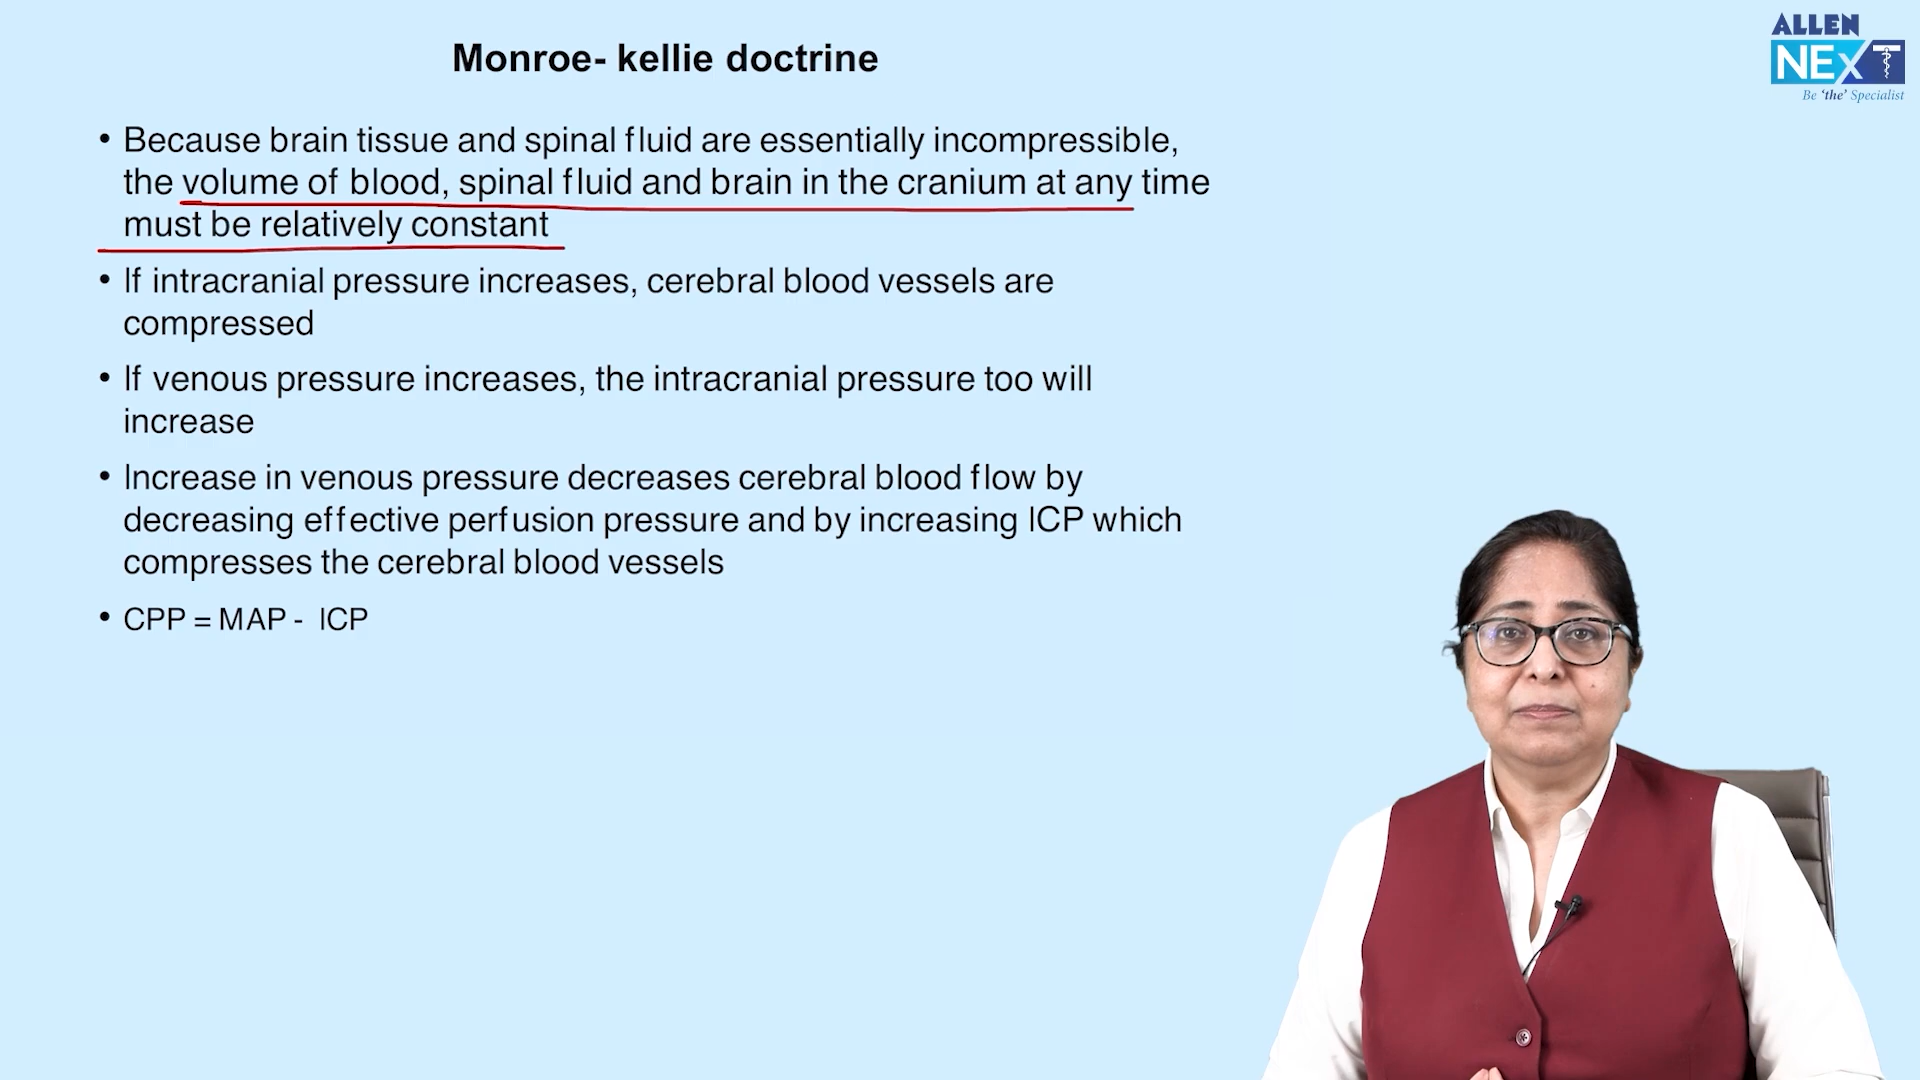 ALLEN
NEXT
Be 'the' Specialist
Monroe- kellie doctrine
• Because brain tissue and spinal fluid are essentially incompressible,
the volume of blood, spinal fluid and brain in the cranium at any time
must be relatively constant
• If intracranial pressure increases, cerebral blood vessels are
compressed
• If venous pressure increases, the intracranial pressure too will
increase
• Increase in venous pressure decreases cerebral blood flow by
decreasing effective perfusion pressure and by increasing ICP which
compresses the cerebral blood vessels
• CPP = MAP - ICP